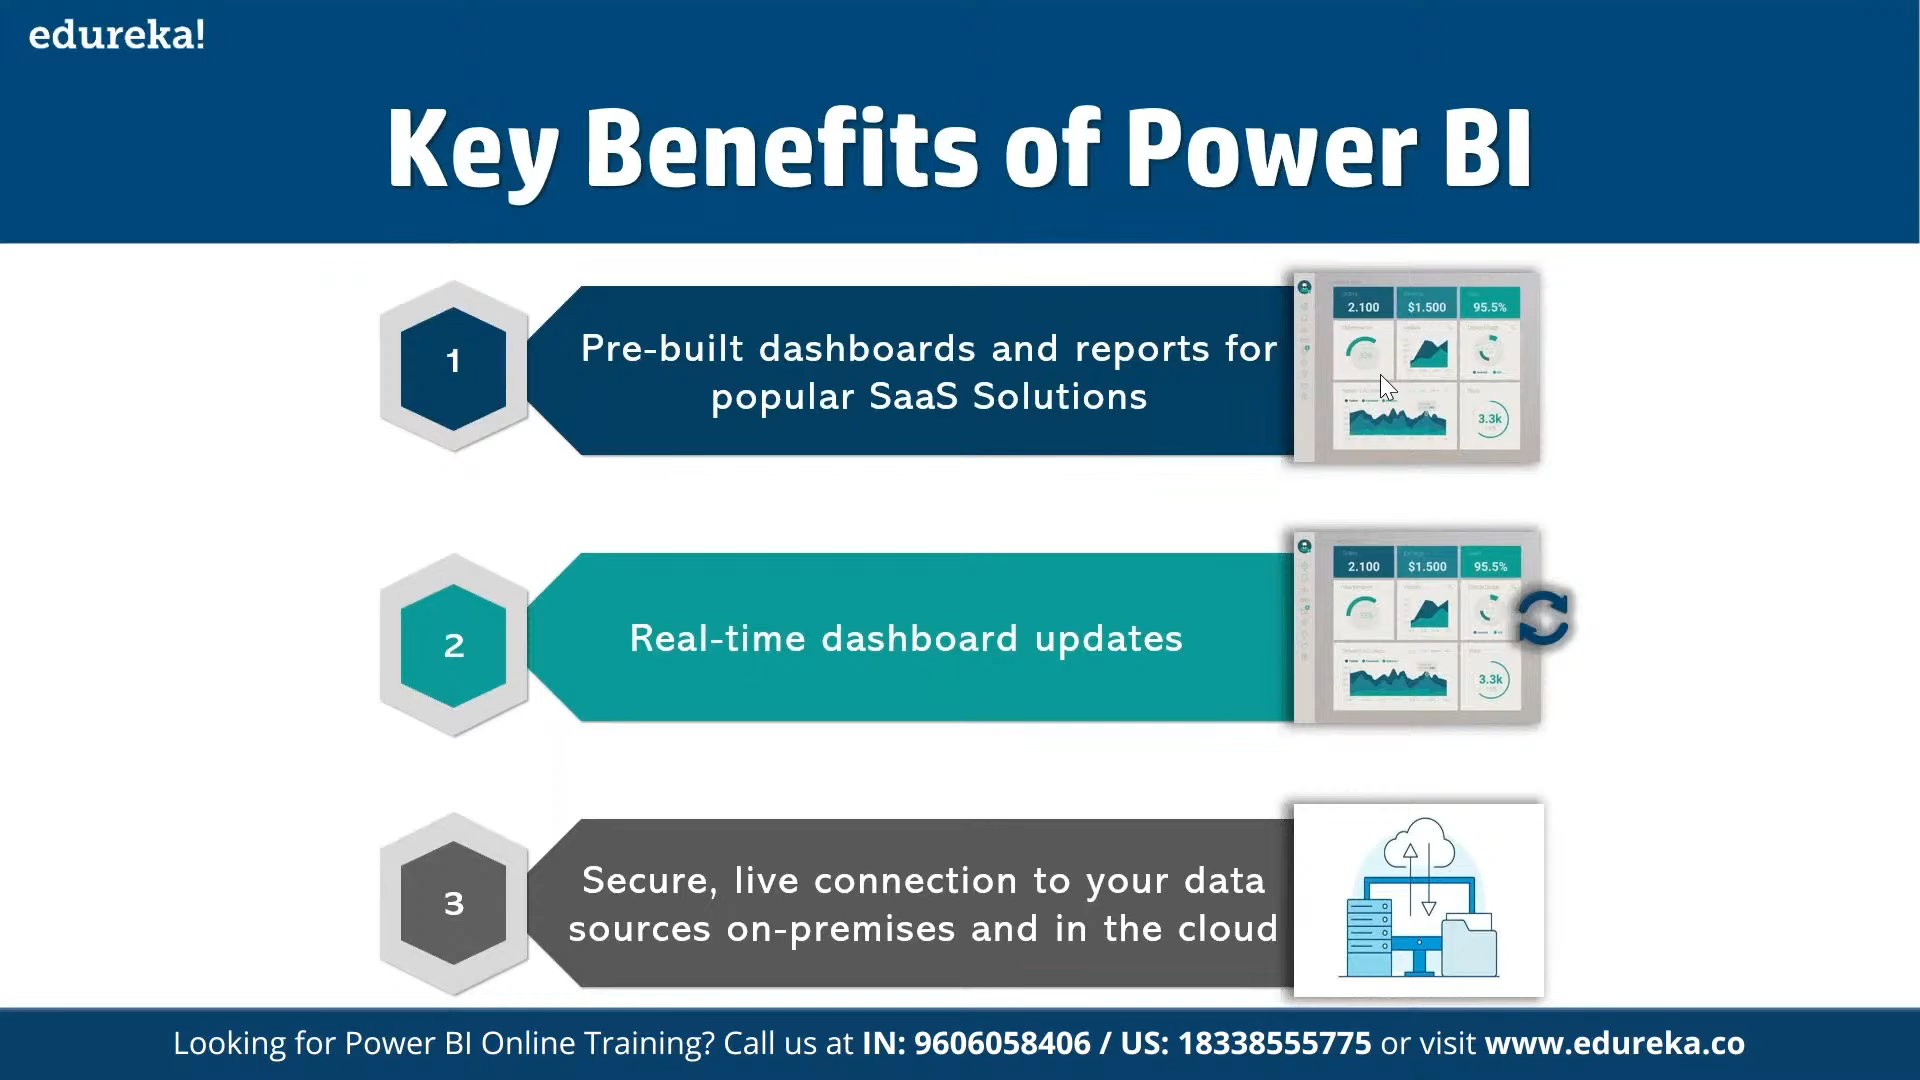 edureka!
Key Benefits of Power BI
1
Pre-built dashboards and reports for
popular SaaS Solutions
2.100
$1.500
95.5%
3.3k
2
Real-time dashboard updates
2.100
$1.500
95.5%
3.3k
3
Secure, live connection to your data
sources on-premises and in the cloud
Looking for Power BI Online Training? Call us at IN: 9606058406 / US: 18338555775 or visit www.edureka.co